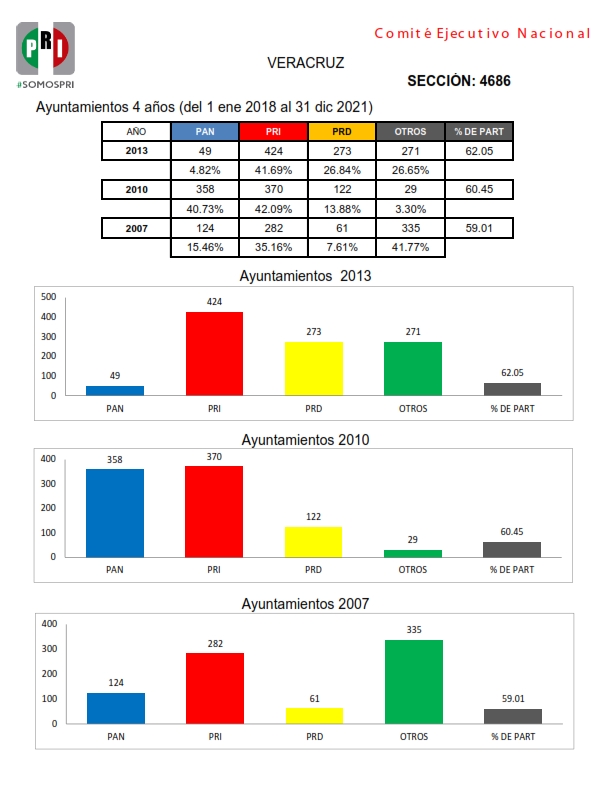 Comité Ejecutivo Nacional
PRI
#SOMOSPRI
VERACRUZ
SECCIÓN: 4686
Ayuntamientos 4 años (del 1 ene 2018 al 31 dic 2021)
AÑO PAN PRI PRD OTROS % DE PART
2013 49 424 273 271 62.05
4.82% 41.69% 26.84% 26.65%
2010 358 370 122 29 60.45
40.73% 42.09% 13.88% 3.30%
2007 124 282 61 335 59.01
15.46% 35.16% 7.61% 41.77%
Ayuntamientos 2013
500
400
300
200
100
0
49 424 273 271 62.05
PAN PRI PRD OTROS % DE PART
Ayuntamientos 2010
400
300
200
100
0
358 370 122 29 60.45
PAN PRI PRD OTROS % DE PART
Ayuntamientos 2007
400
300
200
100
0
124 282 61 335 59.01
PAN PRI PRD OTROS % DE PART